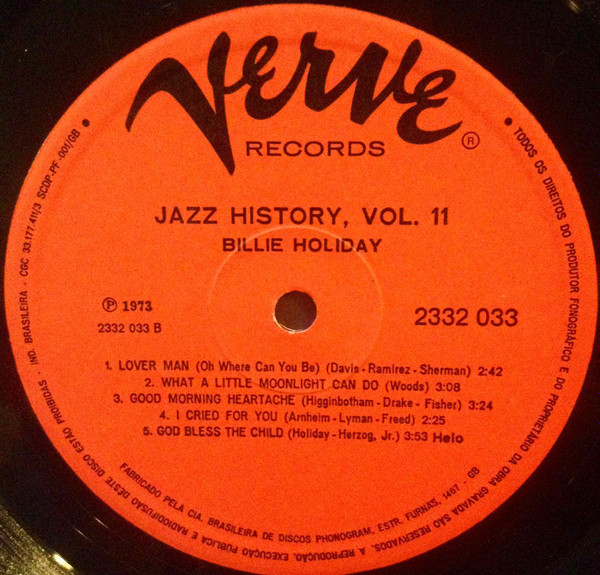 Verve
RECORDS ®
JAZZ HISTORY, VOL. 11
BILLIE HOLIDAY
℗ 1973
2332 033 B
2332 033
1. LOVER MAN (Oh Where Can You Be) (Davis - Ramirez - Sherman) 2:42
2. WHAT A LITTLE MOONLIGHT CAN DO (Woods) 3:08
3. GOOD MORNING HEARTACHE (Higginbotham - Drake - Fisher) 3:24
4. I CRIED FOR YOU (Arnheim - Lyman - Freed) 2:25
5. GOD BLESS THE CHILD (Holiday - Herzog, Jr.) 3:53 Helo
FABRICADO PELA CIA. BRASILEIRA DE DISCOS PHONOGRAM, ESTR. FURNAS, 1467 - GB
• TODOS OS DIREITOS DO PRODUTOR FONOGRÁFICO E DO PROPRIETÁRIO DA OBRA GRAVADA SÃO RESERVADOS. A REPRODUÇÃO, EXECUÇÃO PÚBLICA E RADIODIFUSÃO DESTE DISCO ESTÃO PROIBIDAS - IND. BRASILEIRA - CGC 33.177.411/3 SCDP-PF-001/GB •